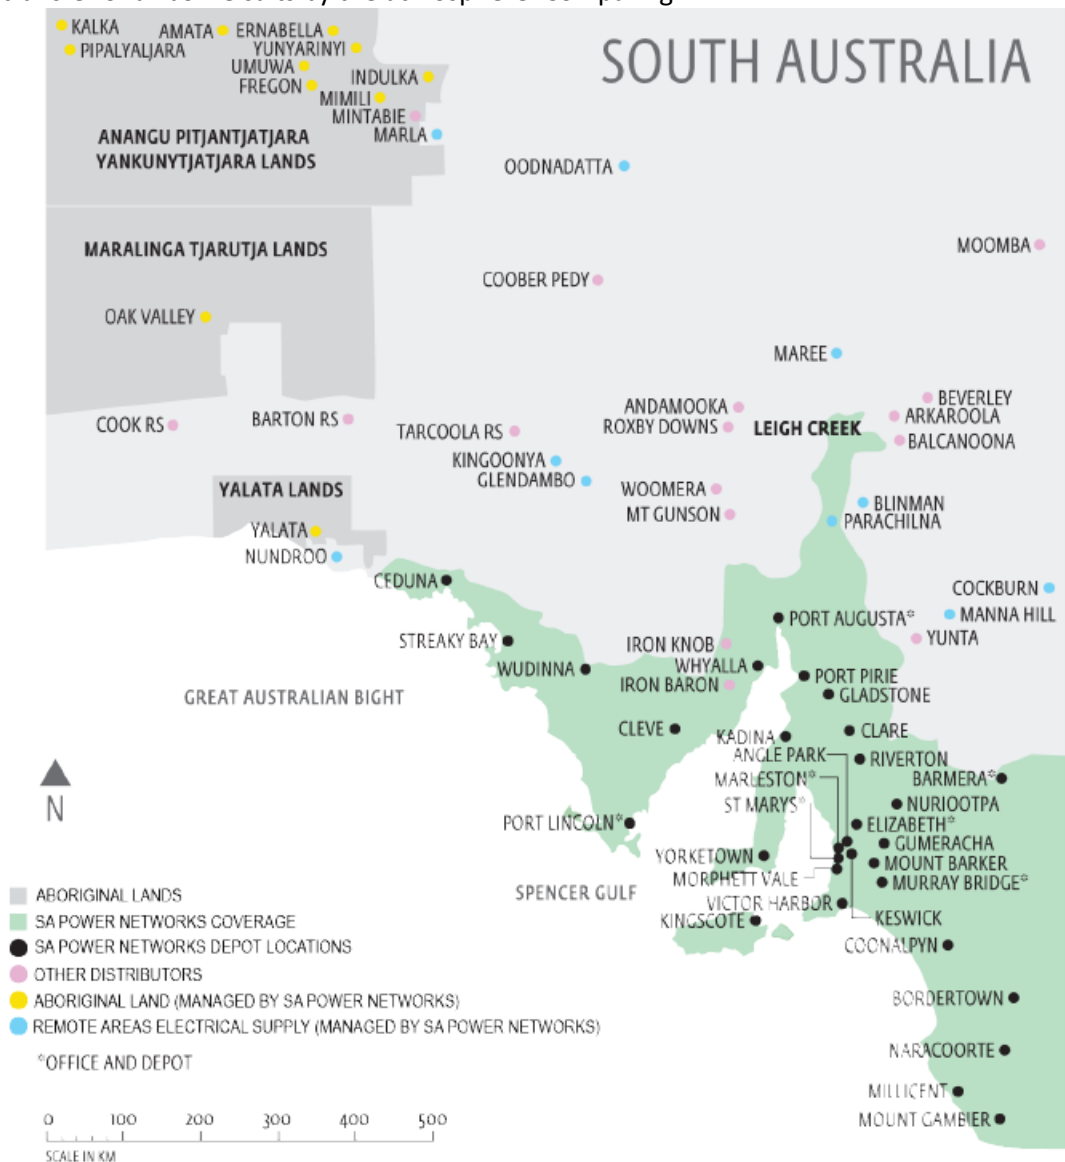 SOUTH AUSTRALIA
KALKA
AMATA
ERNABELLA
PIPALYALJARA
YUNYARINYI
UMUWA
INDULKA
FREGON
MIMILI
MINTABIE
MARLA
ANANGU PITJANTJATJARA
YANKUNYTJATJARA LANDS
OODNADATTA
MARALINGA TJARUTJA LANDS
MOOMBA
COOBER PEDY
OAK VALLEY
MAREE
BEVERLEY
ANDAMOOKA
ARKAROOLA
COOK RS
BARTON RS
TARCOOLA RS
ROXBY DOWNS
LEIGH CREEK
BALCANOONA
KINGOONYA
GLENDAMBO
YALATA LANDS
WOOMERA
BLINMAN
MT GUNSON
PARACHILNA
YALATA
NUNDROO
CEDUNA
COCKBURN
MANNA HILL
PORT AUGUSTA*
STREAKY BAY
IRON KNOB
YUNTA
WUDINNA
WHYALLA
PORT PIRIE
IRON BARON
GLADSTONE
GREAT AUSTRALIAN BIGHT
CLEVE
KADINA
CLARE
ANGLE PARK
RIVERTON
MARLESTON*
BARMERA*
N
ST MARYS*
NURIOOTPA
PORT LINCOLN*
ELIZABETH*
GUMERACHA
YORKETOWN
MOUNT BARKER
MORPHETT VALE
MURRAY BRIDGE*
SPENCER GULF
VICTOR HARBOR
KINGSCOTE
KESWICK
COONALPYN
BORDERTOWN
NARACOORTE
MILLICENT
MOUNT GAMBIER
ABORIGINAL LANDS
SA POWER NETWORKS COVERAGE
SA POWER NETWORKS DEPOT LOCATIONS
OTHER DISTRIBUTORS
ABORIGINAL LAND (MANAGED BY SA POWER NETWORKS)
REMOTE AREAS ELECTRICAL SUPPLY (MANAGED BY SA POWER NETWORKS)
*OFFICE AND DEPOT
0 100 200 300 400 500
SCALE IN KM